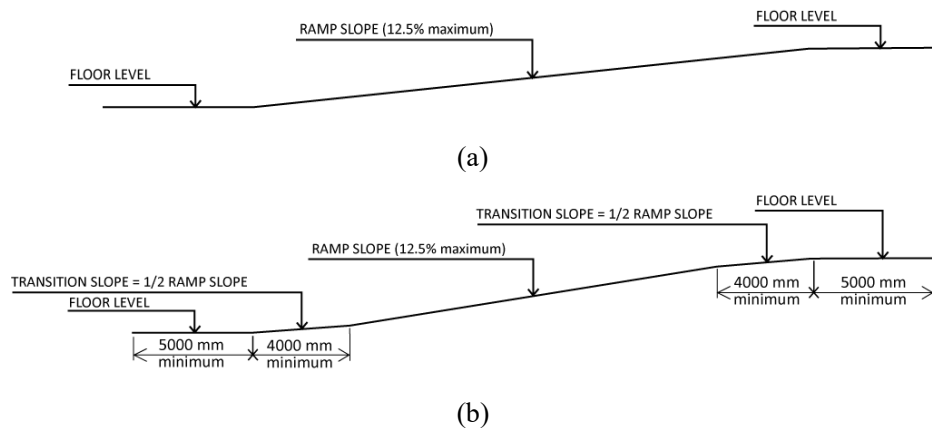 FLOOR LEVEL
RAMP SLOPE (12.5% maximum)
FLOOR LEVEL
(a)
FLOOR LEVEL
TRANSITION SLOPE = 1/2 RAMP SLOPE
RAMP SLOPE (12.5% maximum)
TRANSITION SLOPE = 1/2 RAMP SLOPE
FLOOR LEVEL
4000 mm
minimum
5000 mm
minimum
5000 mm
minimum
4000 mm
minimum
(b)